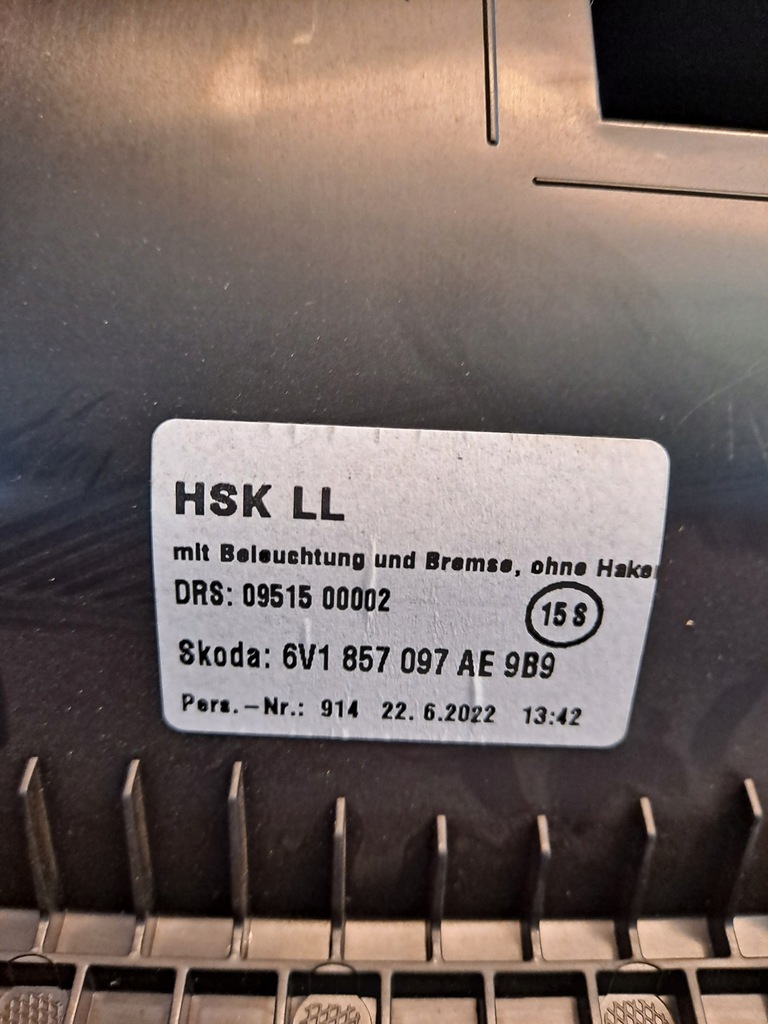 HSK LL
mit Beleuchtung und Bremse, ohne Hake
DRS: 09515 00002
15 S
Skoda: 6V1 857 097 AE 9B9
Pers.-Nr.: 914 22. 6.2022 13:42